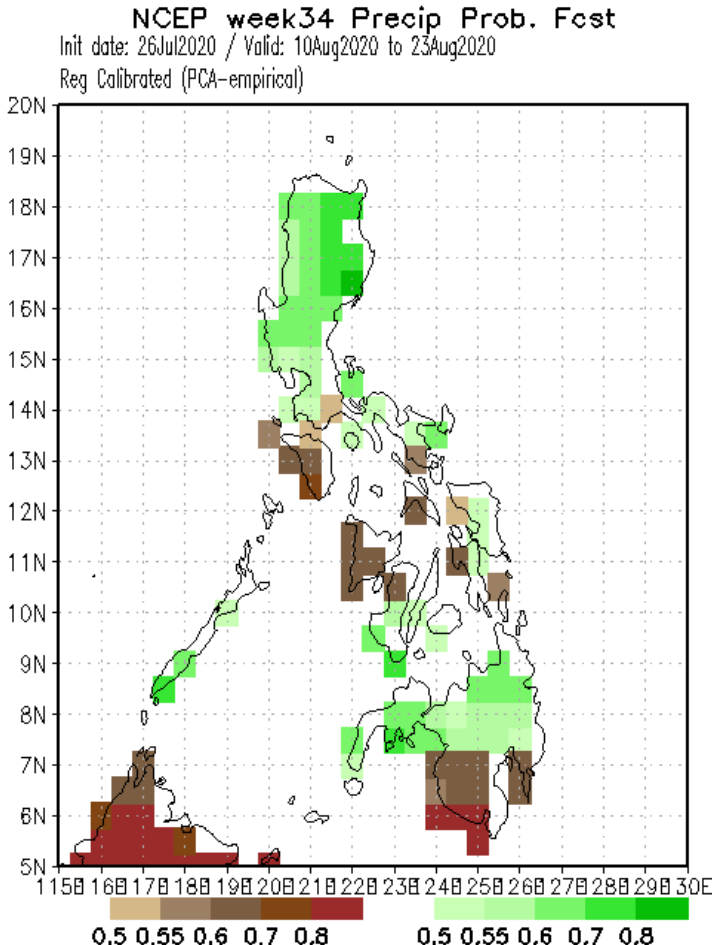 NCEP week34 Precip Prob. Fcst
Init date: 26Jul2020 / Valid: 10Aug2020 to 23Aug2020
Reg Calibrated (PCA-empirical)
20N
19N
18N
17N
16N
15N
14N
13N
12N
11N
10N
9N
8N
7N
6N
5N
115E 116E 117E 118E 119E 120E 121E 122E 123E 124E 125E 126E 127E 128E 129E 130E
0.5 0.55 0.6 0.7 0.8 0.5 0.55 0.6 0.7 0.8